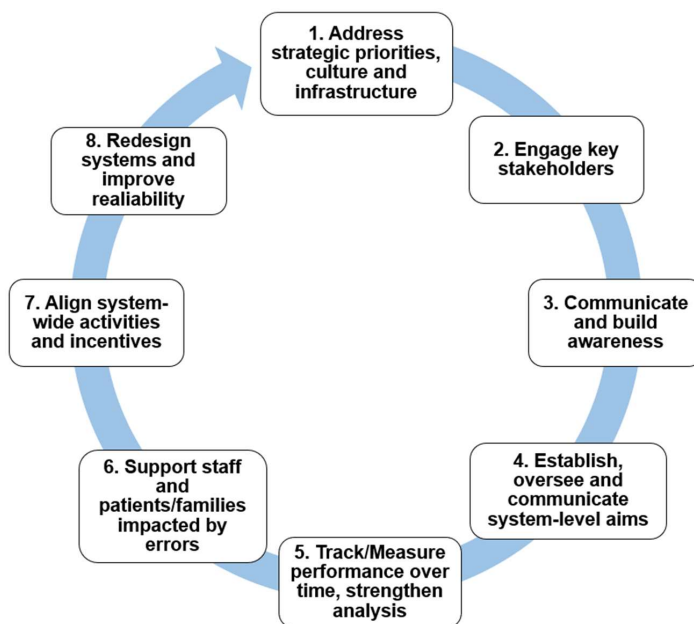 1. Address
strategic priorities,
culture and
infrastructure
2. Engage key
stakeholders
3. Communicate
and build
awareness
4. Establish,
oversee and
communicate
system-level aims
5. Track/Measure
performance over
time, strengthen
analysis
6. Support staff
and
patients/families
impacted by
errors
7. Align system-
wide activities
and incentives
8. Redesign
systems and
improve
realiability